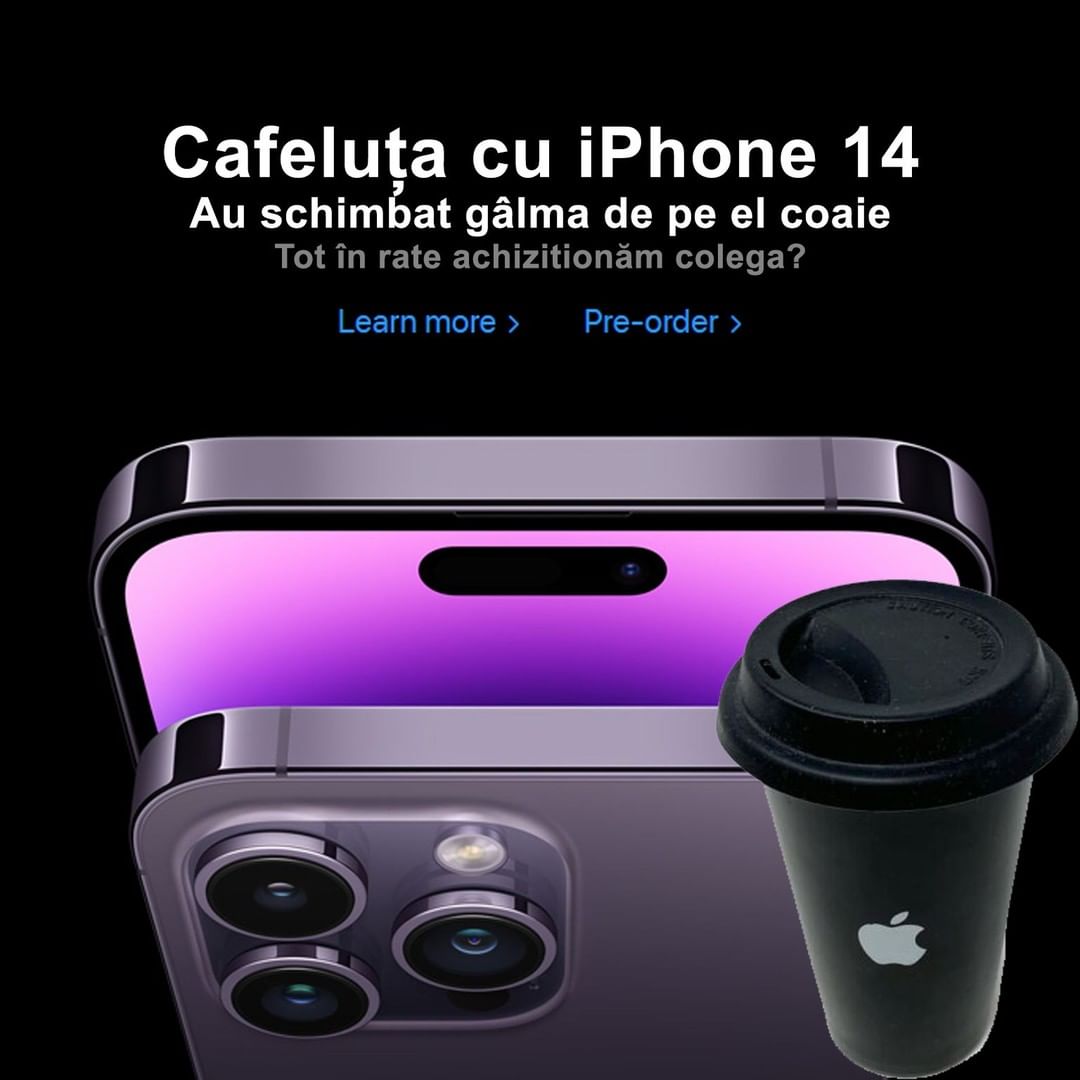 Cafeluța cu iPhone 14
Au schimbat gâlma de pe el coaie
Tot în rate achizitionăm colega?
Learn more >
Pre-order >